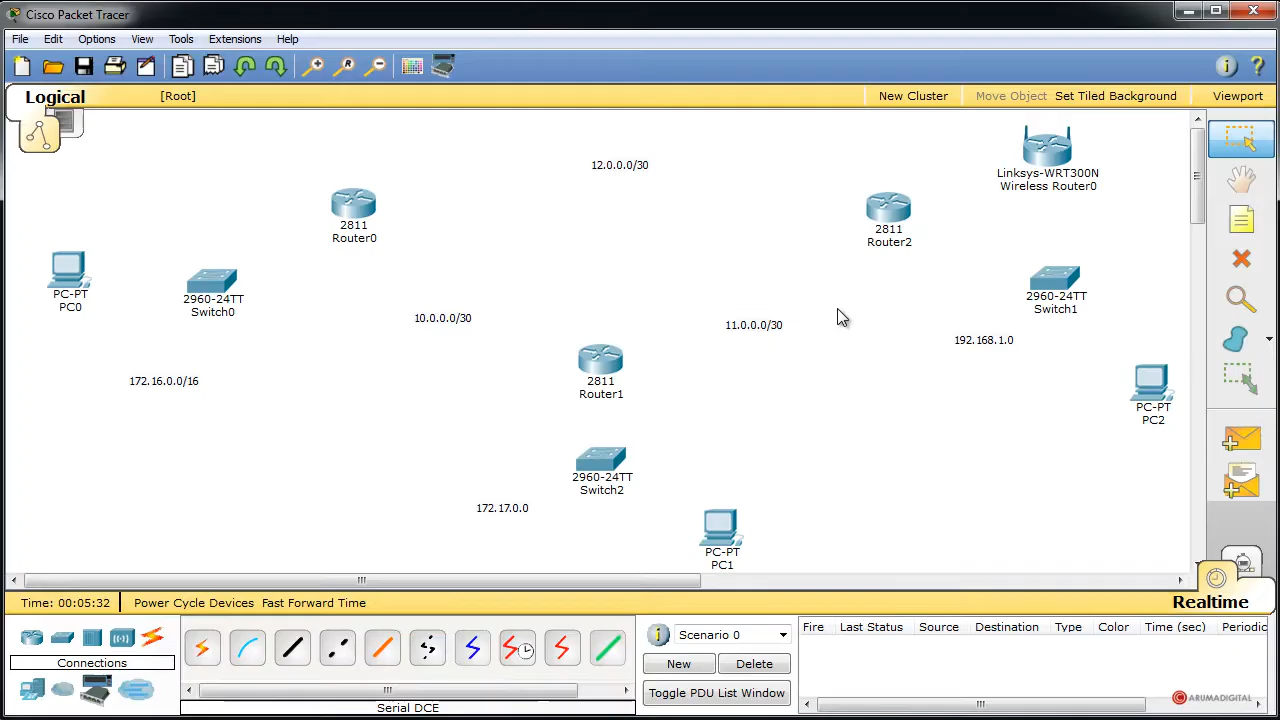 Cisco Packet Tracer
File Edit Options View Tools Extensions Help
Logical [Root] New Cluster Move Object Set Tiled Background Viewport
12.0.0.0/30
Linksys-WRT300N
Wireless Router0
2811
Router0
2811
Router2
PC-PT
PC0
2960-24TT
Switch0
2960-24TT
Switch1
10.0.0.0/30
11.0.0.0/30
192.168.1.0
172.16.0.0/16
2811
Router1
PC-PT
PC2
2960-24TT
Switch2
172.17.0.0
PC-PT
PC1
Time: 00:05:32 Power Cycle Devices Fast Forward Time Realtime
Fire Last Status Source Destination Type Color Time (sec) Periodic
Scenario 0
Connections
New Delete
Toggle PDU List Window
Serial DCE
ARUMADIGITAL